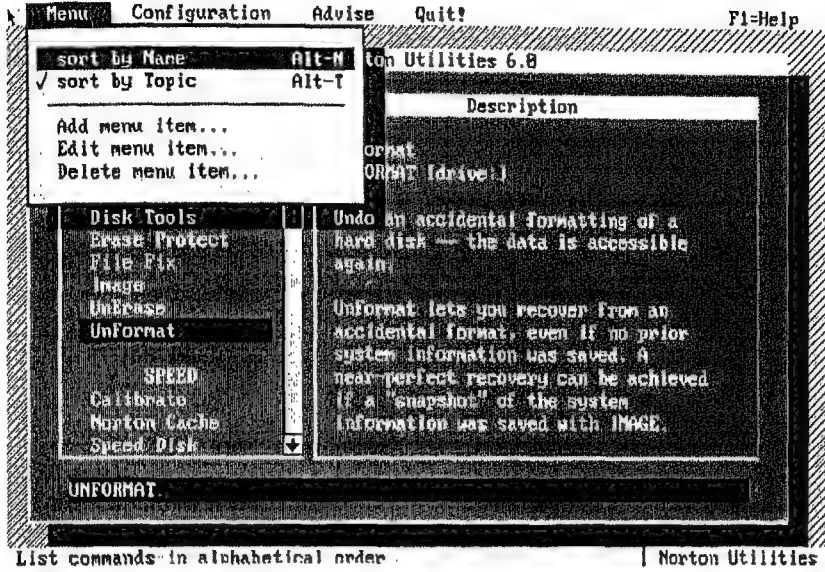 Menu Configuration Advise Quit! F1=Help
sort by Name Alt-N
✓ sort by Topic Alt-T
Add menu item...
Edit menu item...
Delete menu item...
ton Utilities 6.0
Description
ormat
ORMAT [drive:]
Disk Tools
Erase Protect
File Fix
Image
UnErase
UnFormat
SPEED
Calibrate
Norton Cache
Speed Disk
Undo an accidental formatting of a
hard disk — the data is accessible
again.
UnFormat lets you recover from an
accidental format, even if no prior
system information was saved. A
near-perfect recovery can be achieved
if a "snapshot" of the system
information was saved with IMAGE.
UNFORMAT
List commands in alphabetical order
Norton Utilities